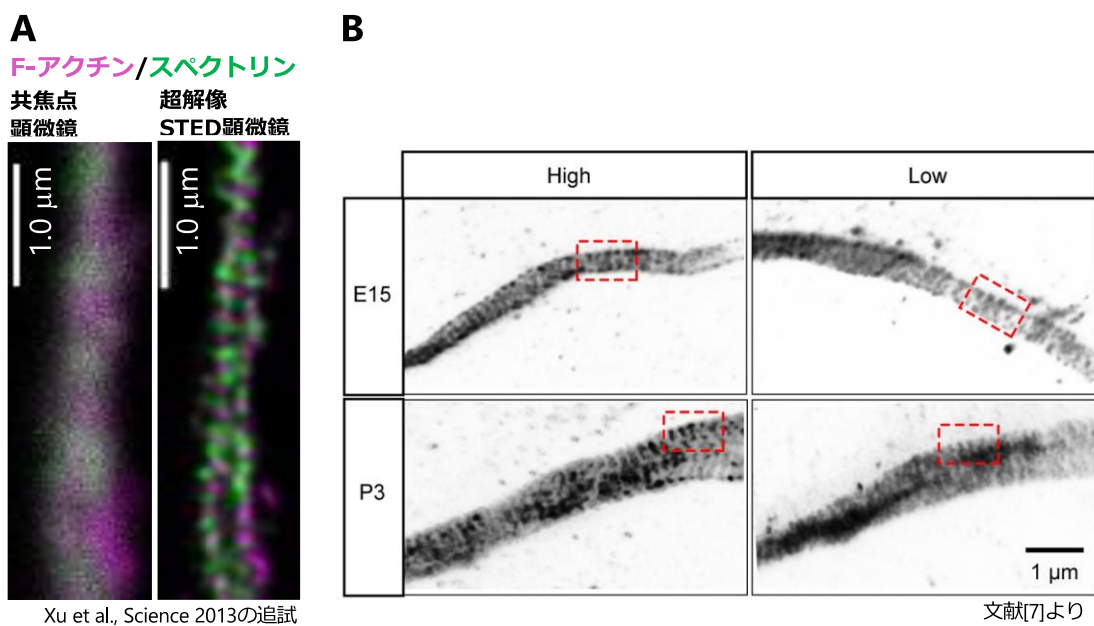 A
F-アクチン/スペクトリン
共焦点
顕微鏡
超解像
STED顕微鏡
1.0 μm
1.0 μm
Xu et al., Science 2013の追試
B
High
Low
E15
P3
1 μm
文献[7]より